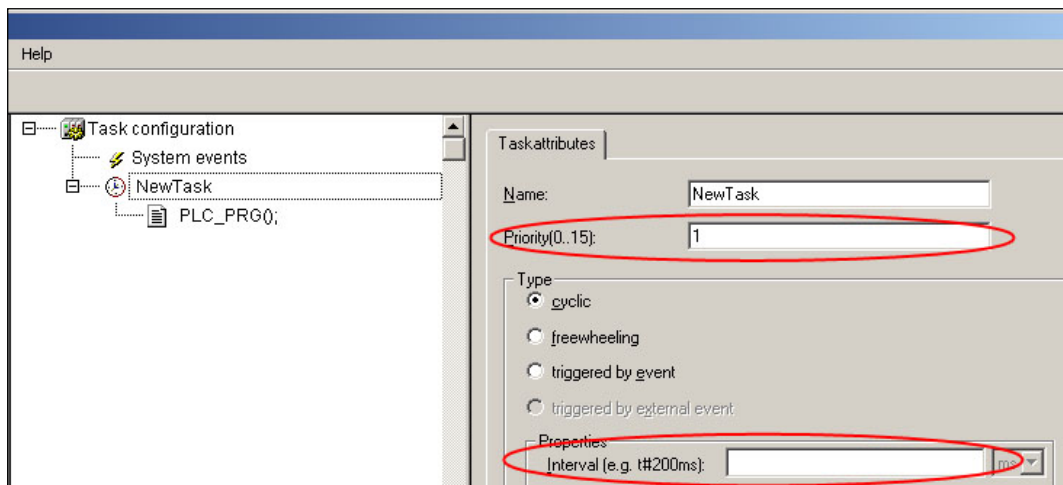 Help
Task configuration
System events
NewTask
PLC_PRG();
Taskattributes
Name: NewTask
Priority(0..15): 1
Type
cyclic
freewheeling
triggered by event
triggered by external event
Properties
Interval (e.g. t#200ms): ms